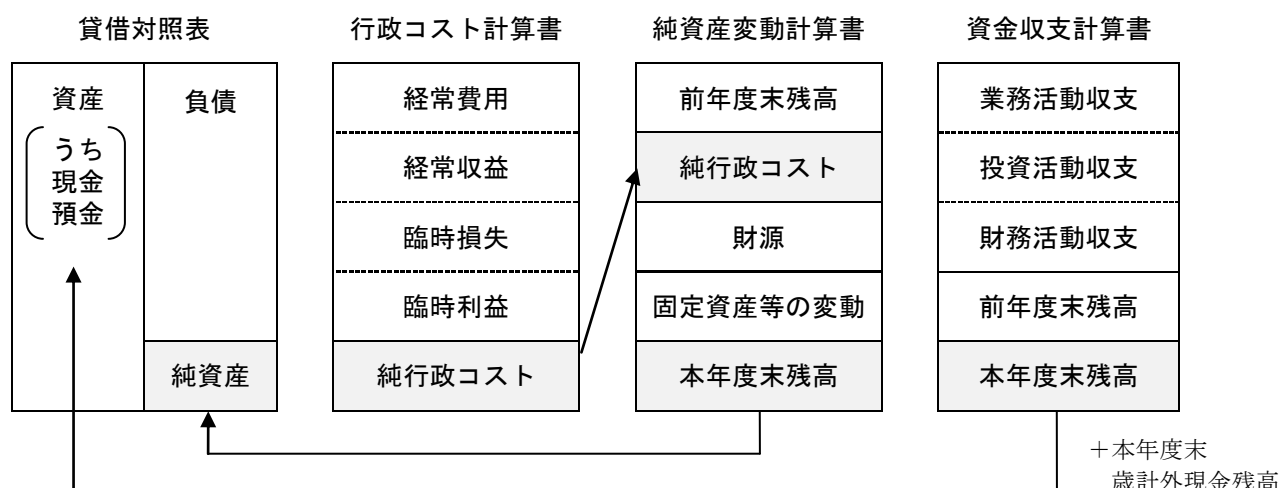 貸借対照表
行政コスト計算書
純資産変動計算書
資金収支計算書
資産
うち
現金
預金
負債
純資産
経常費用
経常収益
臨時損失
臨時利益
純行政コスト
前年度末残高
純行政コスト
財源
固定資産等の変動
本年度末残高
業務活動収支
投資活動収支
財務活動収支
前年度末残高
本年度末残高
＋本年度末
歳計外現金残高